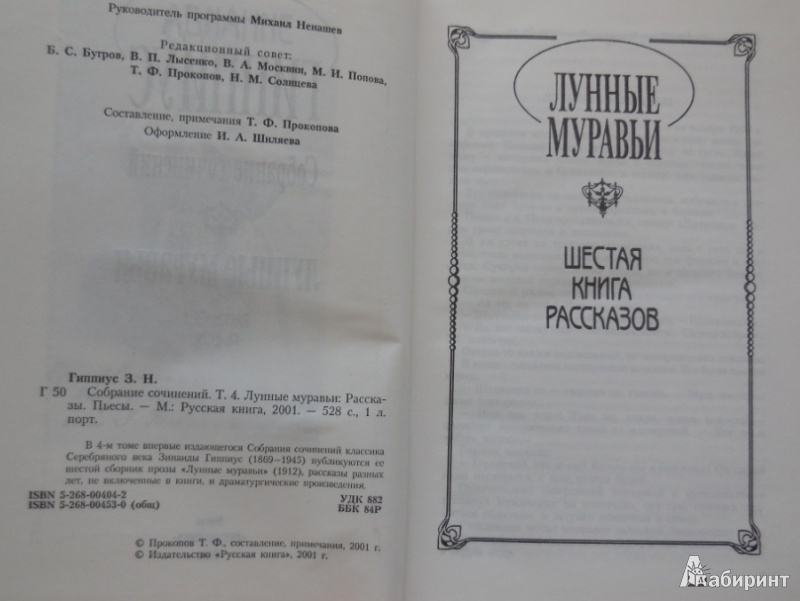 Руководитель программы Михаил Ненашев
Редакционный совет:
Б. С. Бугров, В. П. Лысенко, В. А. Москвин, М. И. Попова,
Т. Ф. Прокопов, Н. М. Солнцева
Составление, примечания Т. Ф. Прокопова
Оформление И. А. Шиляева
Гиппиус З. Н.
Г 50 Собрание сочинений. Т. 4. Лунные муравьи: Расска-
зы. Пьесы. — М.: Русская книга, 2001. — 528 с., 1 л.
порт.
В 4-м томе впервые издающегося Собрания сочинений классика
Серебряного века Зинаиды Гиппиус (1869—1945) публикуются ее
шестой сборник прозы «Лунные муравьи» (1912), рассказы разных
лет, не включенные в книги, и драматургические произведения.
ISBN 5-268-00404-2 УДК 882
ISBN 5-268-00453-0 (общ) ББК 84Р
© Прокопов Т. Ф., составление, примечания, 2001 г.
© Издательство «Русская книга», 2001 г.
ЛУННЫЕ
МУРАВЬИ
ШЕСТАЯ
КНИГА
РАССКАЗОВ
Лабиринт